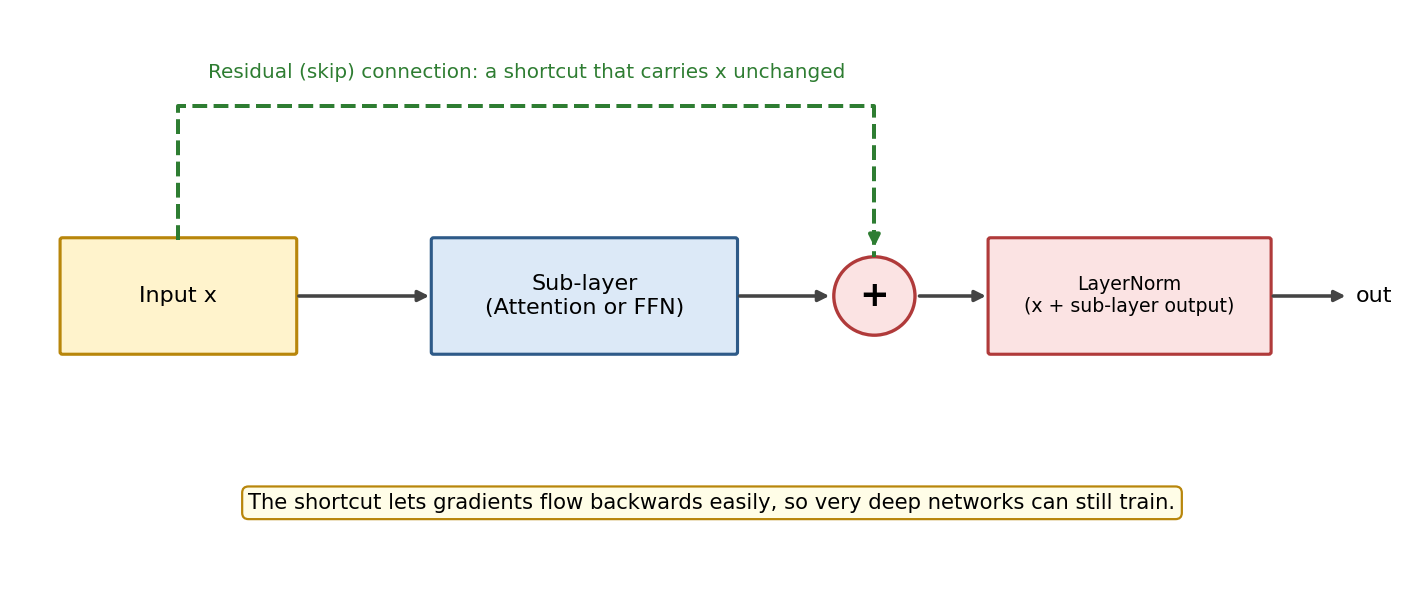 Residual (skip) connection: a shortcut that carries x unchanged
Input x
Sub-layer
(Attention or FFN)
+
LayerNorm
(x + sub-layer output)
out
The shortcut lets gradients flow backwards easily, so very deep networks can still train.